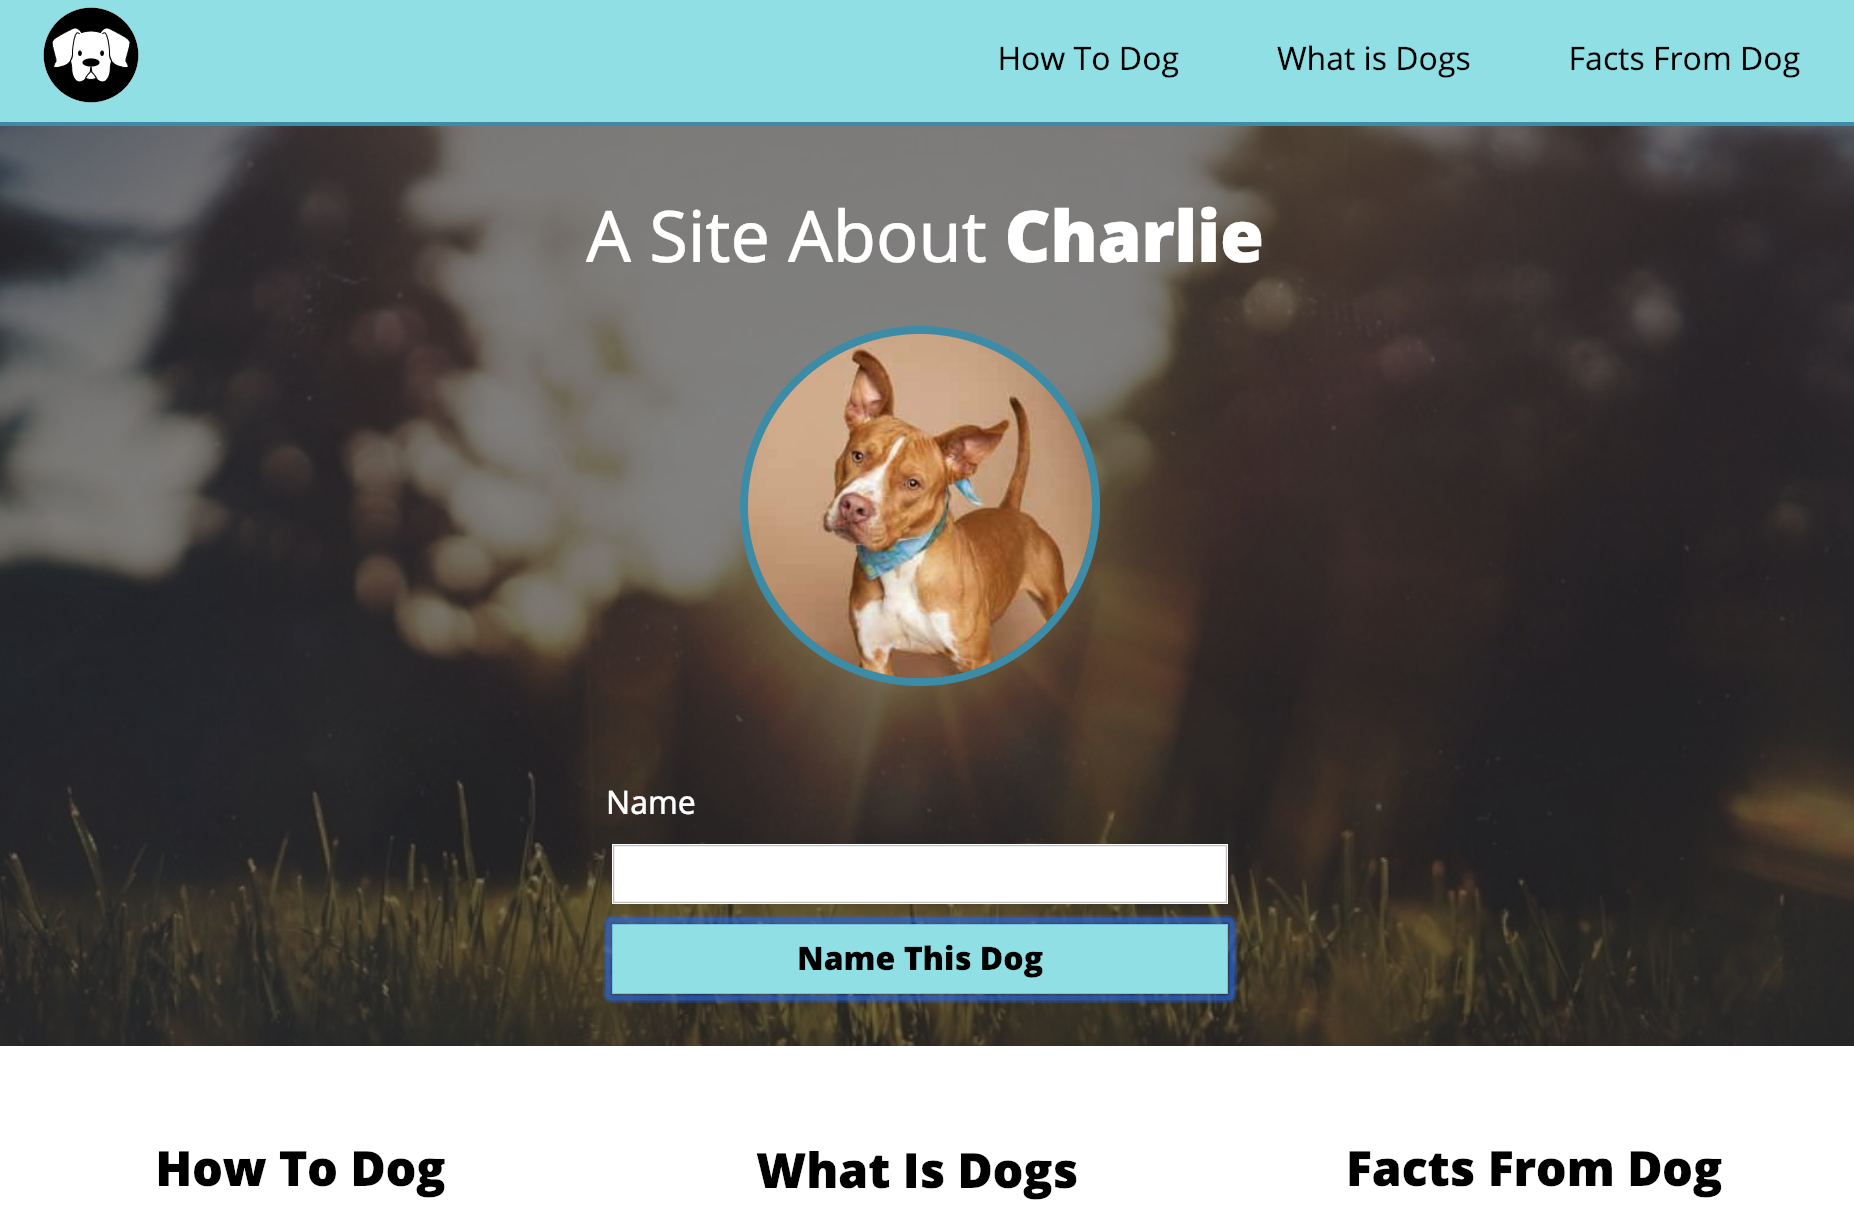 How To Dog What is Dogs Facts From Dog
A Site About Charlie
Name
Name This Dog
How To Dog What Is Dogs Facts From Dog